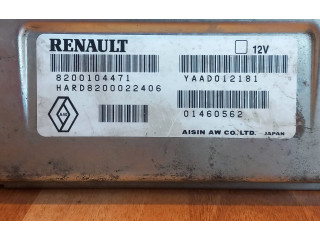 RENAULT 12V
8200104471 YAAD012181
HARD8200022406
01460562
AISIN AW CO.,LTD. JAPAN